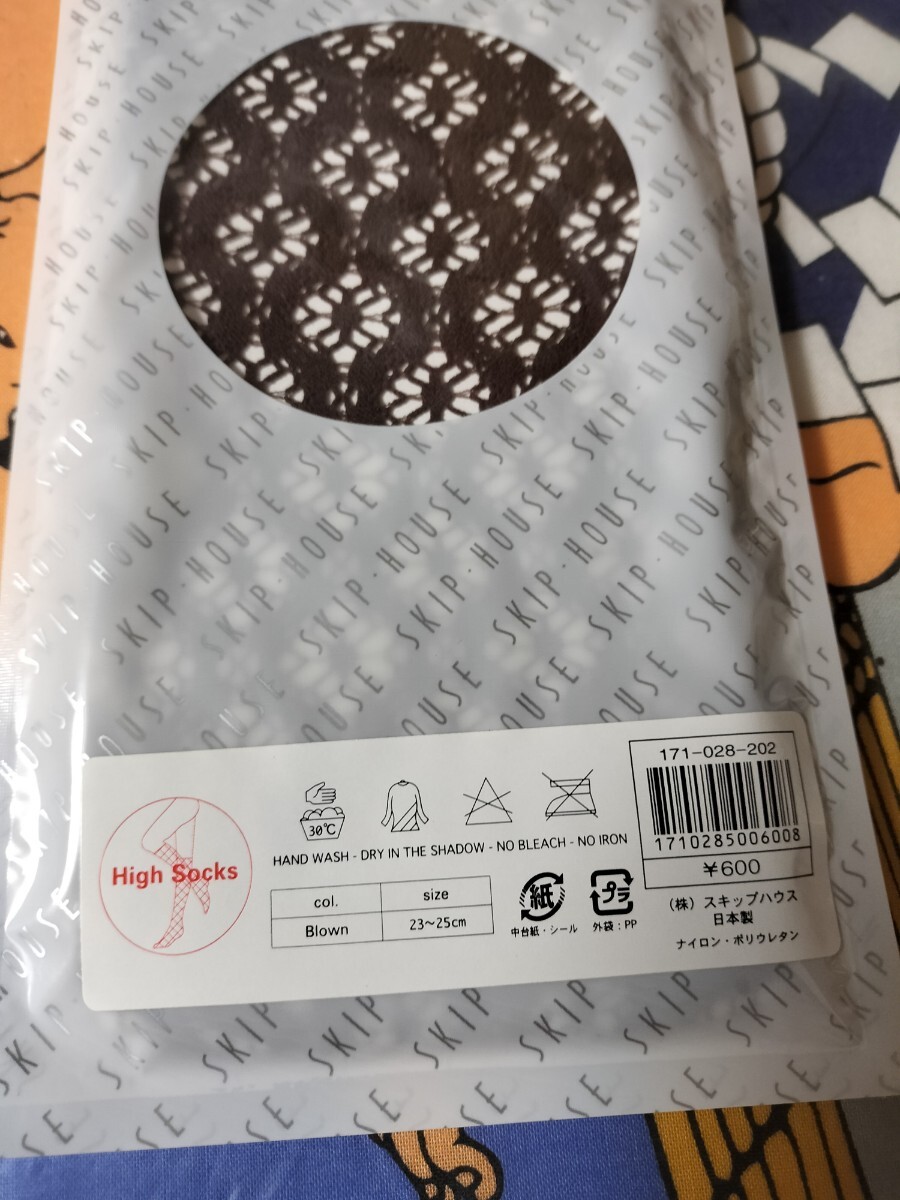 SKIP·HOUSE
High Socks
30℃
HAND WASH - DRY IN THE SHADOW - NO BLEACH - NO IRON
col. size
Blown 23～25cm
紙
中台紙・シール
プラ
外袋：PP
171-028-202
1710285006008
￥600
（株）スキップハウス
日本製
ナイロン・ポリウレタン